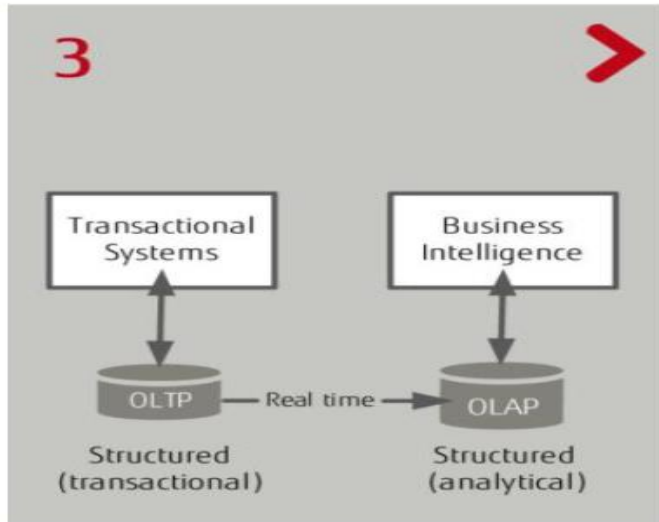 3
Transactional
Systems
Business
Intelligence
OLTP
Real time
OLAP
Structured
(transactional)
Structured
(analytical)